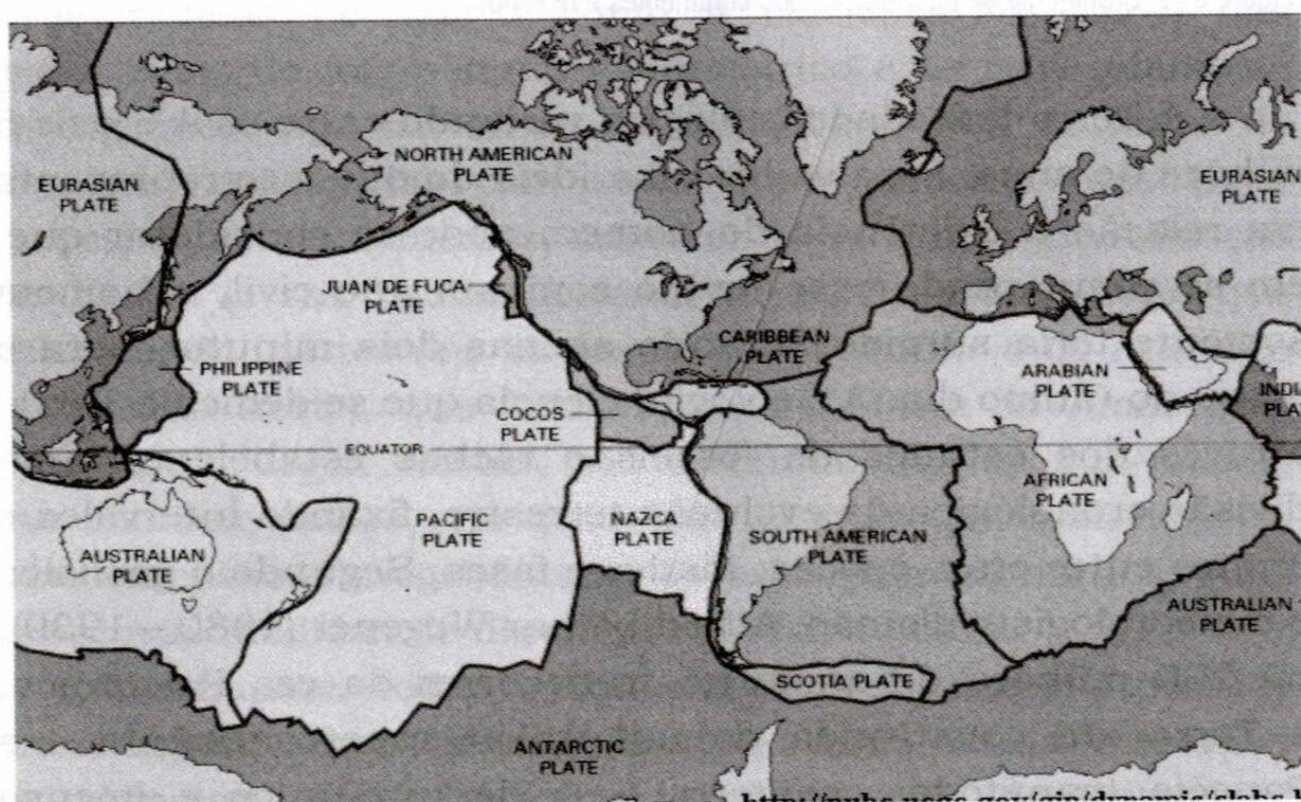 NORTH AMERICAN
PLATE
EURASIAN
PLATE
EURASIAN
PLATE
JUAN DE FUCA
PLATE
CARIBBEAN
PLATE
PHILIPPINE
PLATE
ARABIAN
PLATE
COCOS
PLATE
EQUATOR
AFRICAN
PLATE
PACIFIC
PLATE
NAZCA
PLATE
SOUTH AMERICAN
PLATE
AUSTRALIAN
PLATE
AUSTRALIAN
PLATE
SCOTIA PLATE
ANTARCTIC
PLATE